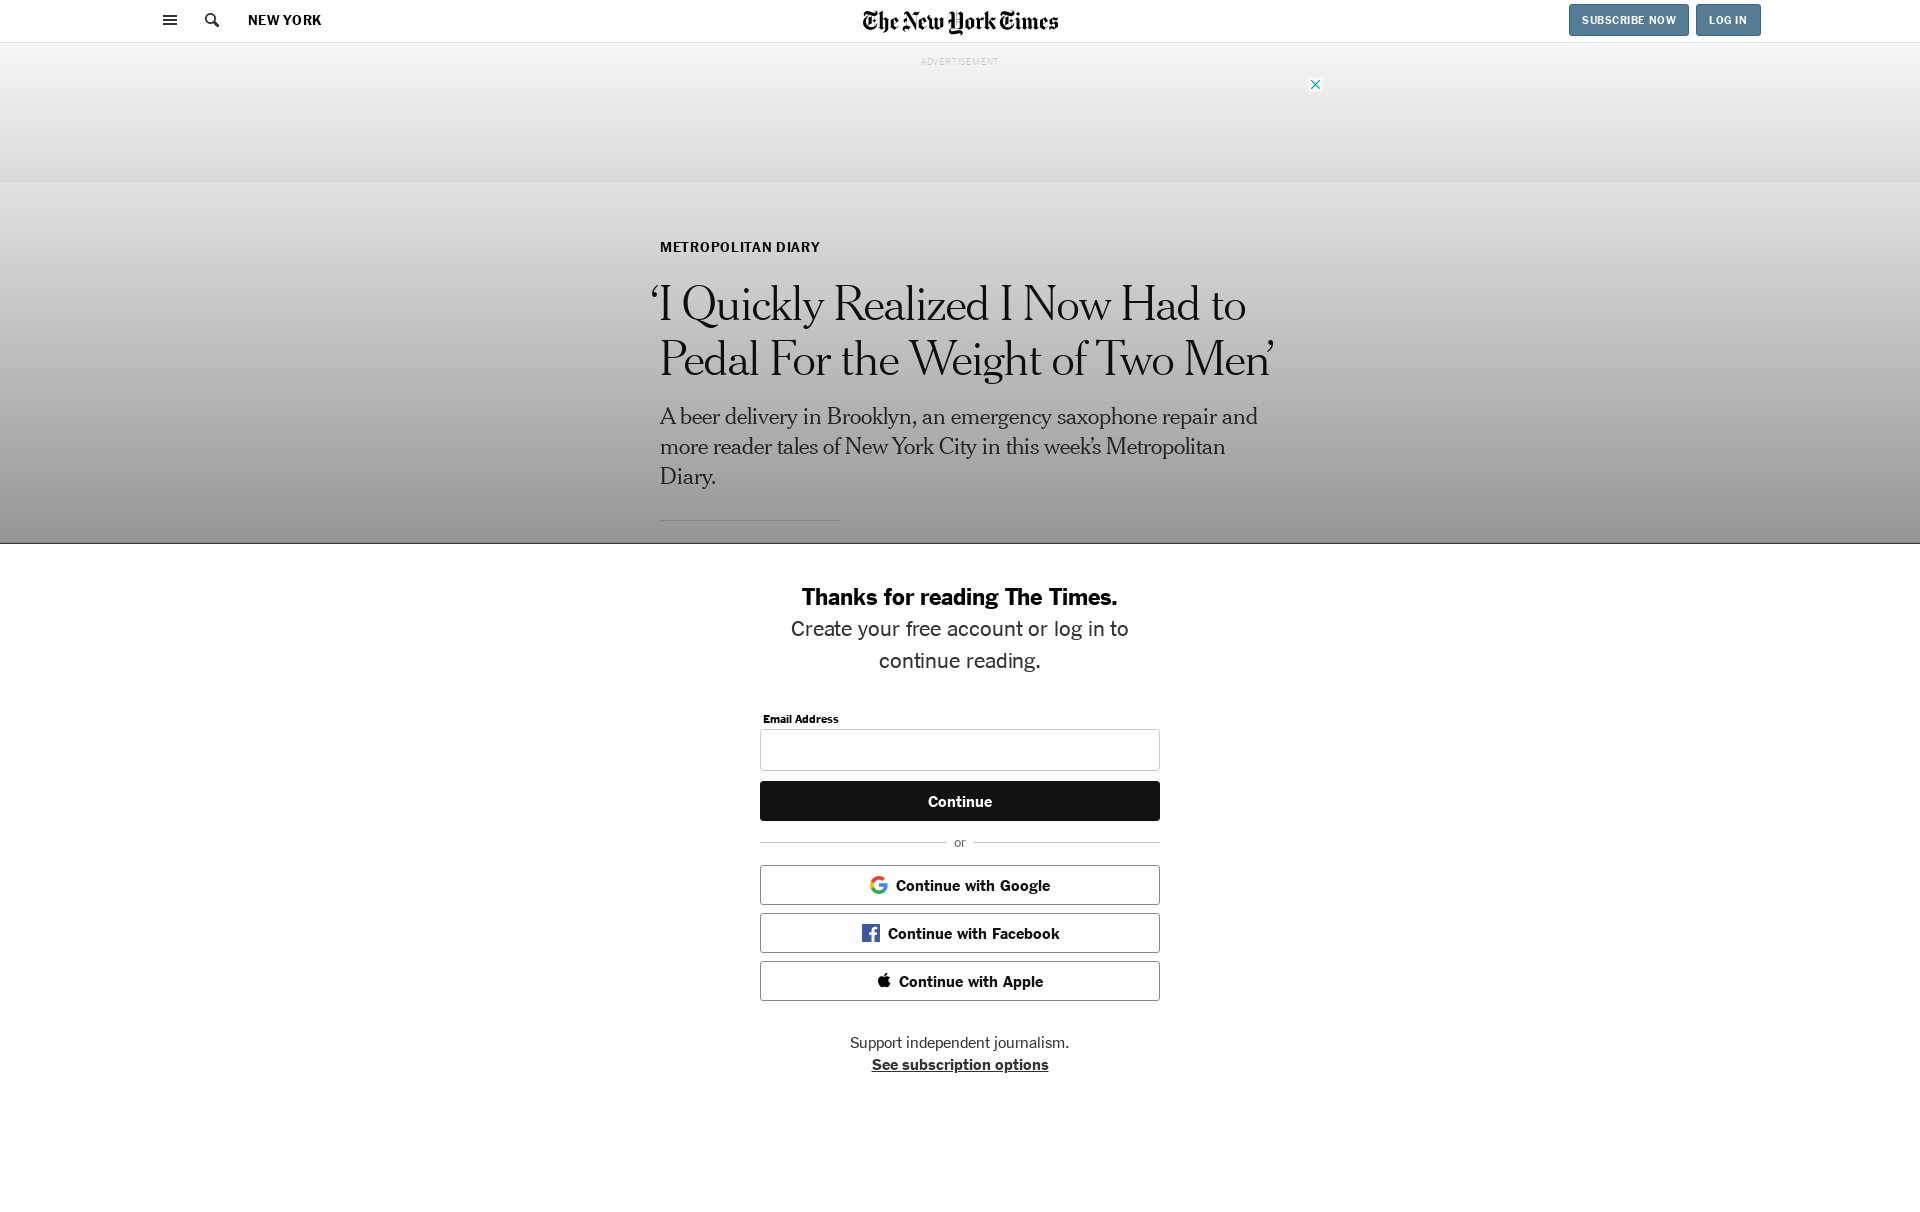 NEW YORK
The New York Times
SUBSCRIBE NOW
LOG IN
ADVERTISEMENT
METROPOLITAN DIARY
‘I Quickly Realized I Now Had to
Pedal For the Weight of Two Men’
A beer delivery in Brooklyn, an emergency saxophone repair and
more reader tales of New York City in this week’s Metropolitan
Diary.
Thanks for reading The Times.
Create your free account or log in to
continue reading.
Email Address
Continue
or
Continue with Google
Continue with Facebook
Continue with Apple
Support independent journalism.
See subscription options